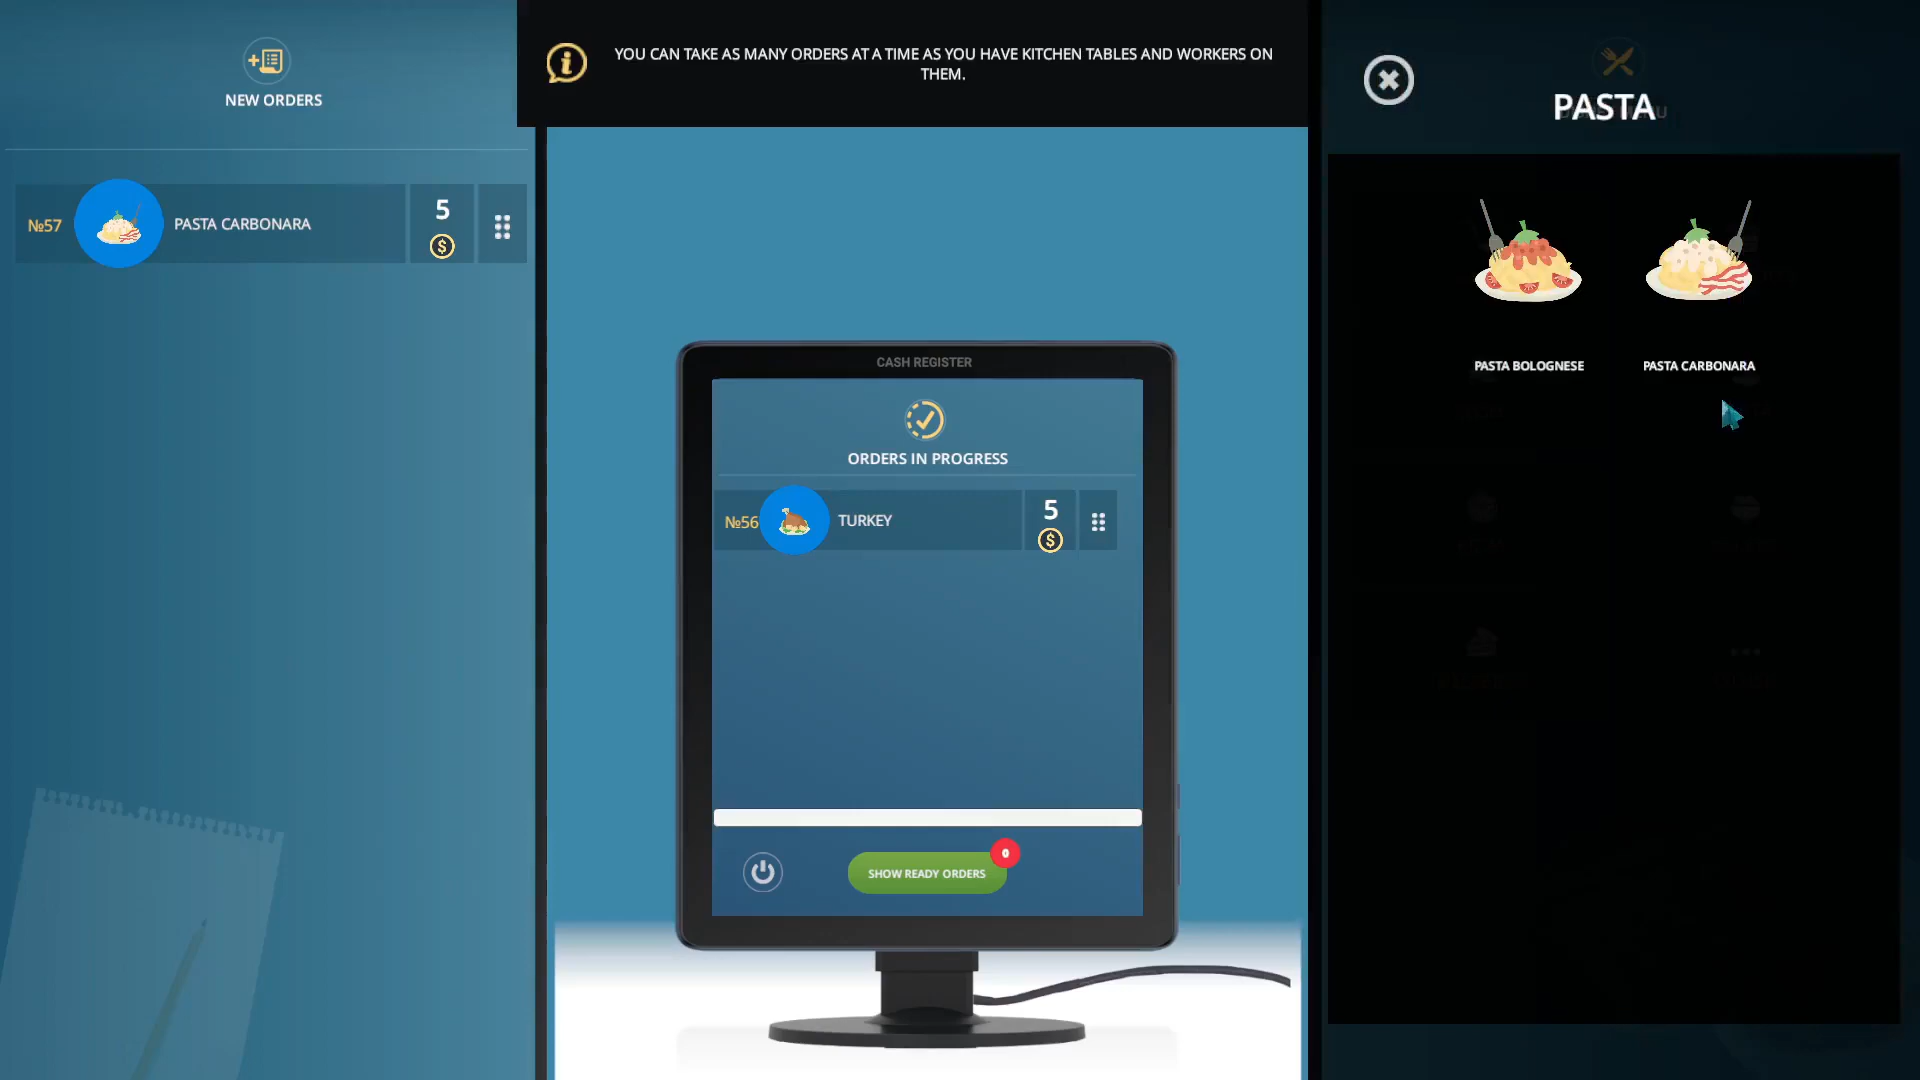 NEW ORDERS
№57
PASTA CARBONARA
5
YOU CAN TAKE AS MANY ORDERS AT A TIME AS YOU HAVE KITCHEN TABLES AND WORKERS ON
THEM.
CASH REGISTER
ORDERS IN PROGRESS
№56
TURKEY
5
SHOW READY ORDERS
0
PASTA
PASTA BOLOGNESE
PASTA CARBONARA